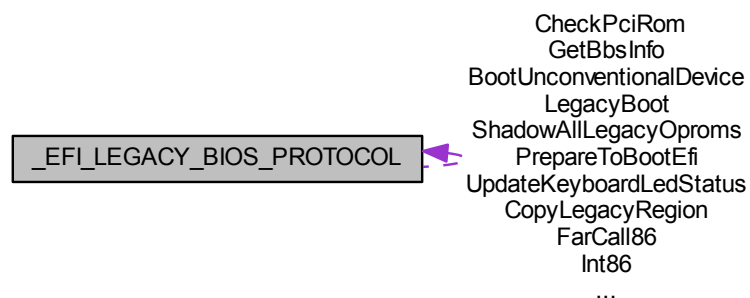 CheckPciRom
GetBbsInfo
BootUnconventionalDevice
LegacyBoot
ShadowAllLegacyOproms
_EFI_LEGACY_BIOS_PROTOCOL
PrepareToBootEfi
UpdateKeyboardLedStatus
CopyLegacyRegion
FarCall86
Int86
...